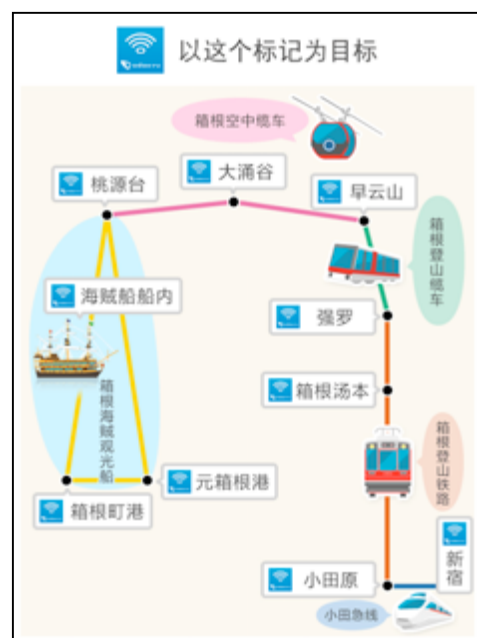 以这个标记为目标
箱根空中缆车
大涌谷
桃源台
早云山
箱根登山缆车
海贼船船内
强罗
箱根海贼观光船
箱根汤本
箱根登山铁路
元箱根港
箱根町港
新宿
小田原
小田急线